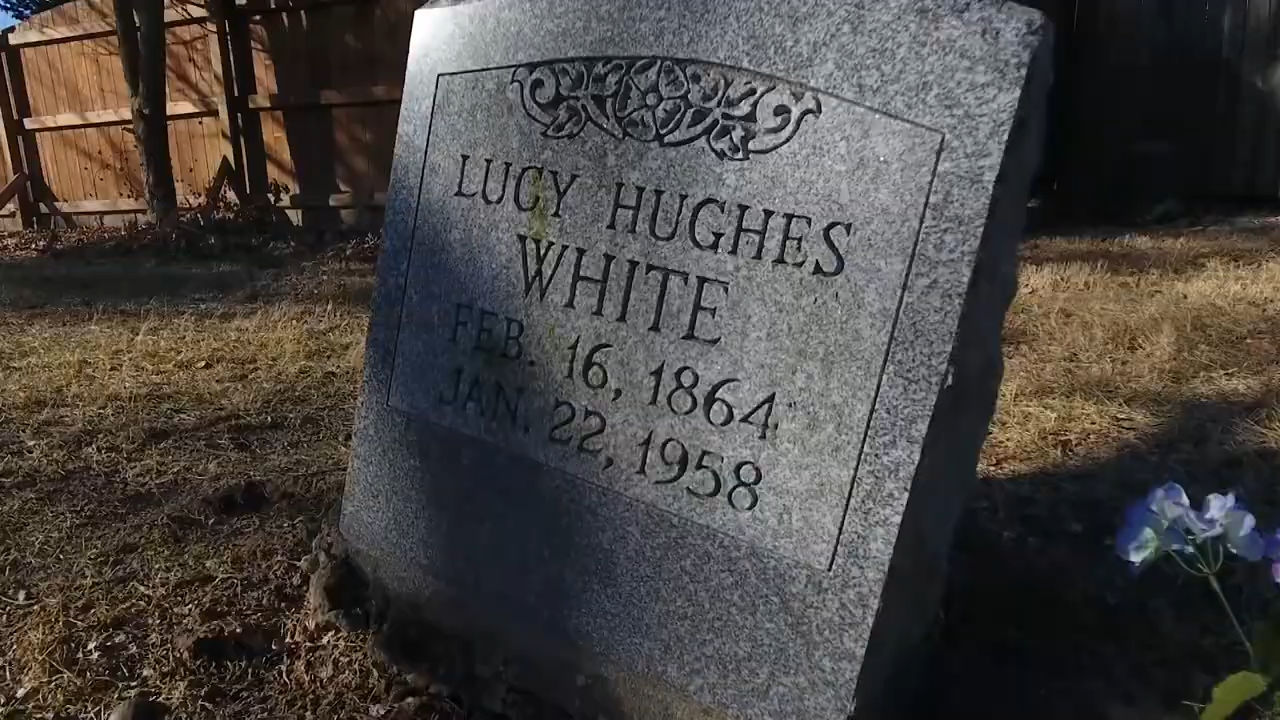 LUCY HUGHES
WHITE
FEB. 16, 1864
JAN. 22, 1958